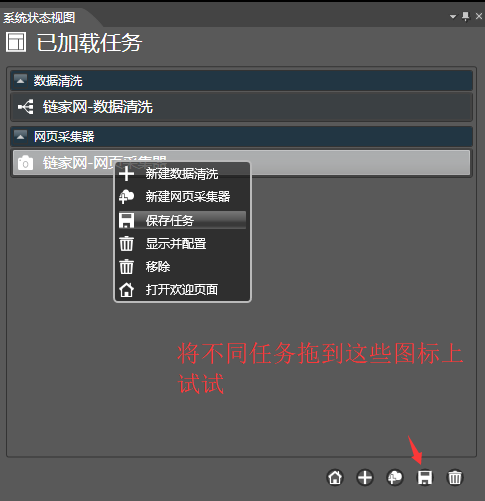 系统状态视图
已加载任务
数据清洗
链家网-数据清洗
网页采集器
链家网-网页采集器
新建数据清洗
新建网页采集器
保存任务
显示并配置
移除
打开欢迎页面
将不同任务拖到这些图标上
试试